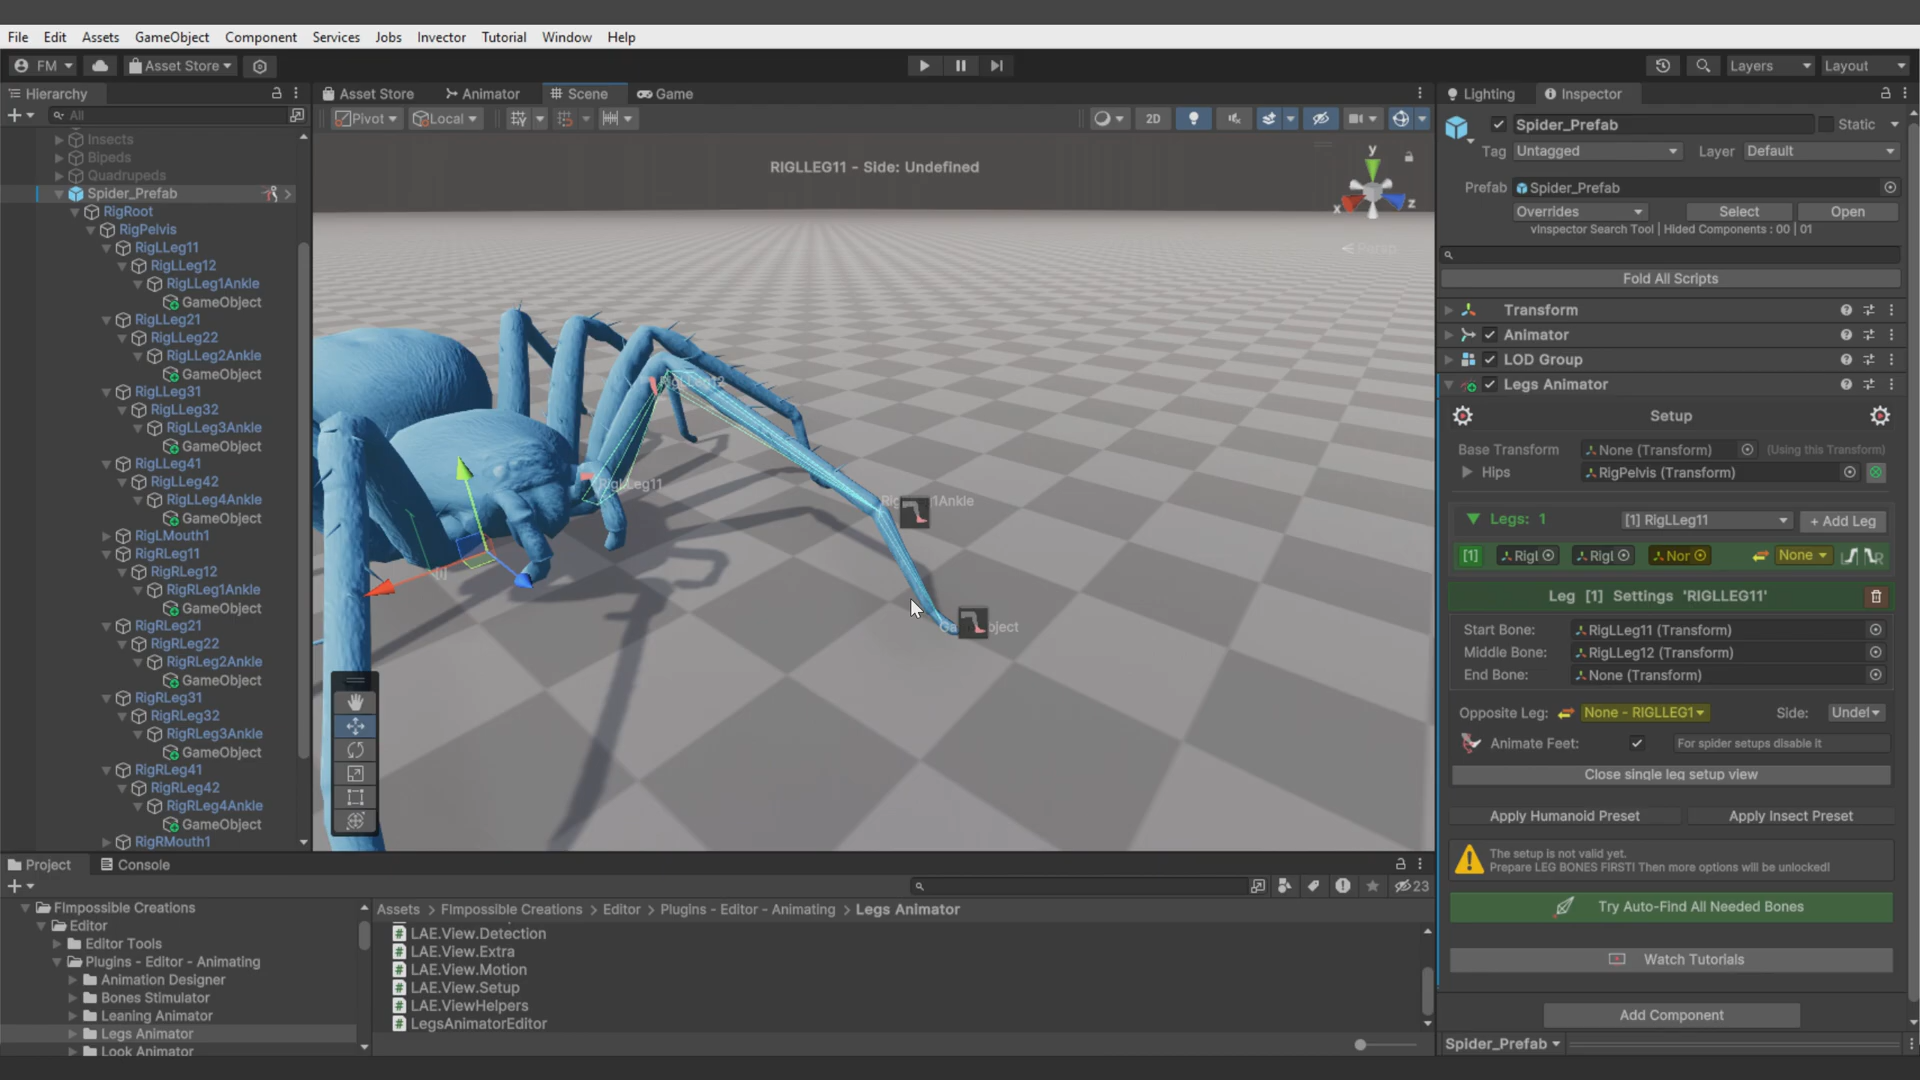 File Edit Assets GameObject Component Services Jobs Invector Tutorial Window Help
FM Asset Store Layers Layout
Hierarchy
All
Insects
Bipeds
Quadrupeds
Spider_Prefab
RigRoot
RigPelvis
RigLLeg11
RigLLeg12
RigLLeg1Ankle
GameObject
RigLLeg21
RigLLeg22
RigLLeg2Ankle
GameObject
RigLLeg31
RigLLeg32
RigLLeg3Ankle
GameObject
RigLLeg41
RigLLeg42
RigLLeg4Ankle
GameObject
RigLMouth1
RigRLeg11
RigRLeg12
RigRLeg1Ankle
GameObject
RigRLeg21
RigRLeg22
RigRLeg2Ankle
GameObject
RigRLeg31
RigRLeg32
RigRLeg3Ankle
GameObject
RigRLeg41
RigRLeg42
RigRLeg4Ankle
GameObject
RigRMouth1
Asset Store Animator Scene Game
Pivot Local 2D
RIGLLEG11 - Side: Undefined
y
x z
Persp
RigLLeg12
RigLLeg11
1Ankle
Lighting Inspector
Spider_Prefab Static
Tag Untagged Layer Default
Prefab Spider_Prefab
Overrides Select Open
vInspector Search Tool | Hided Components : 00 | 01
Fold All Scripts
Transform
Animator
LOD Group
Legs Animator
Setup
Base Transform None (Transform) (Using this Transform)
Hips RigPelvis (Transform)
Legs: 1 [1] RigLLeg11 + Add Leg
[1] Rigl Rigl Nor None R
Leg [1] Settings 'RIGLLEG11'
Start Bone: RigLLeg11 (Transform)
Middle Bone: RigLLeg12 (Transform)
End Bone: None (Transform)
Opposite Leg: None - RIGLLEG1 Side: Undef
Animate Feet: For spider setups disable it
Close single leg setup view
Apply Humanoid Preset Apply Insect Preset
The setup is not valid yet.
Prepare LEG BONES FIRST! Then more options will be unlocked!
Try Auto-Find All Needed Bones
Watch Tutorials
Add Component
Spider_Prefab
Project Console
23
FImpossible Creations
Editor
Editor Tools
Plugins - Editor - Animating
Animation Designer
Bones Stimulator
Leaning Animator
Legs Animator
Look Animator
Assets > FImpossible Creations > Editor > Plugins - Editor - Animating > Legs Animator
LAE.View.Detection
LAE.View.Extra
LAE.View.Motion
LAE.View.Setup
LAE.ViewHelpers
LegsAnimatorEditor